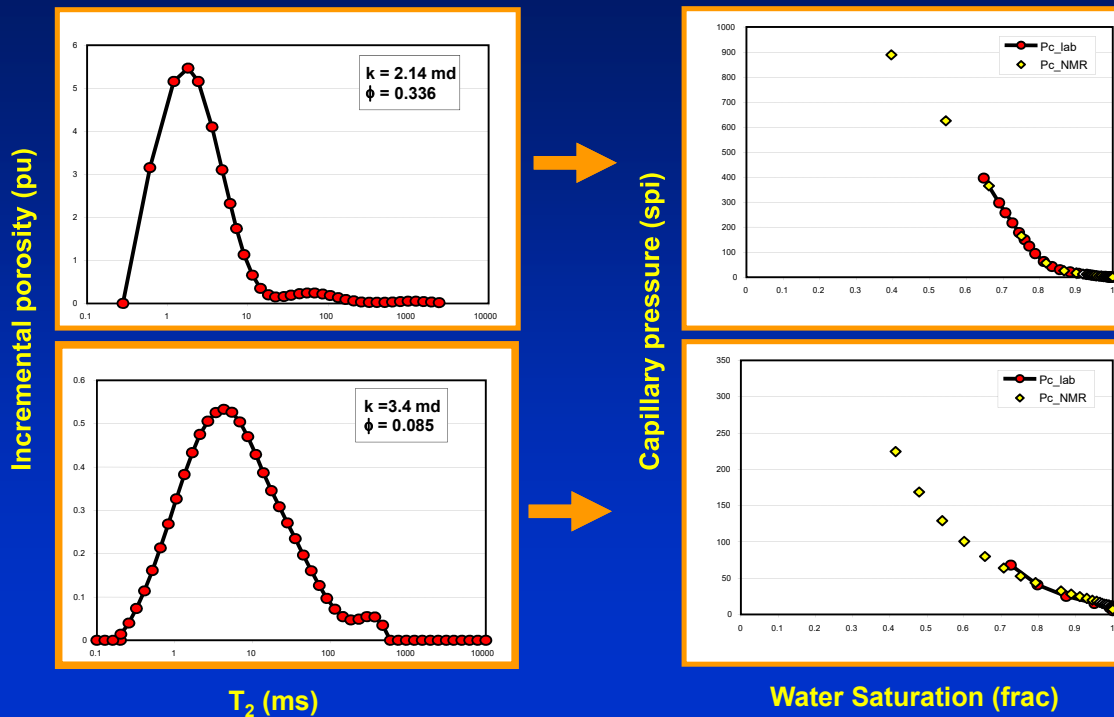 Incremental porosity (pu)
6
5
4
3
2
1
0
0.1 1 10 100 1000 10000
k = 2.14 md
ϕ = 0.336
0.6
0.5
0.4
0.3
0.2
0.1
0
0.1 1 10 100 1000 10000
k =3.4 md
ϕ = 0.085
T₂ (ms)
Capillary pressure (spi)
1000
900
800
700
600
500
400
300
200
100
0
0 0.1 0.2 0.3 0.4 0.5 0.6 0.7 0.8 0.9 1
Pc_lab
Pc_NMR
350
300
250
200
150
100
50
0
0 0.1 0.2 0.3 0.4 0.5 0.6 0.7 0.8 0.9 1
Pc_lab
Pc_NMR
Water Saturation (frac)